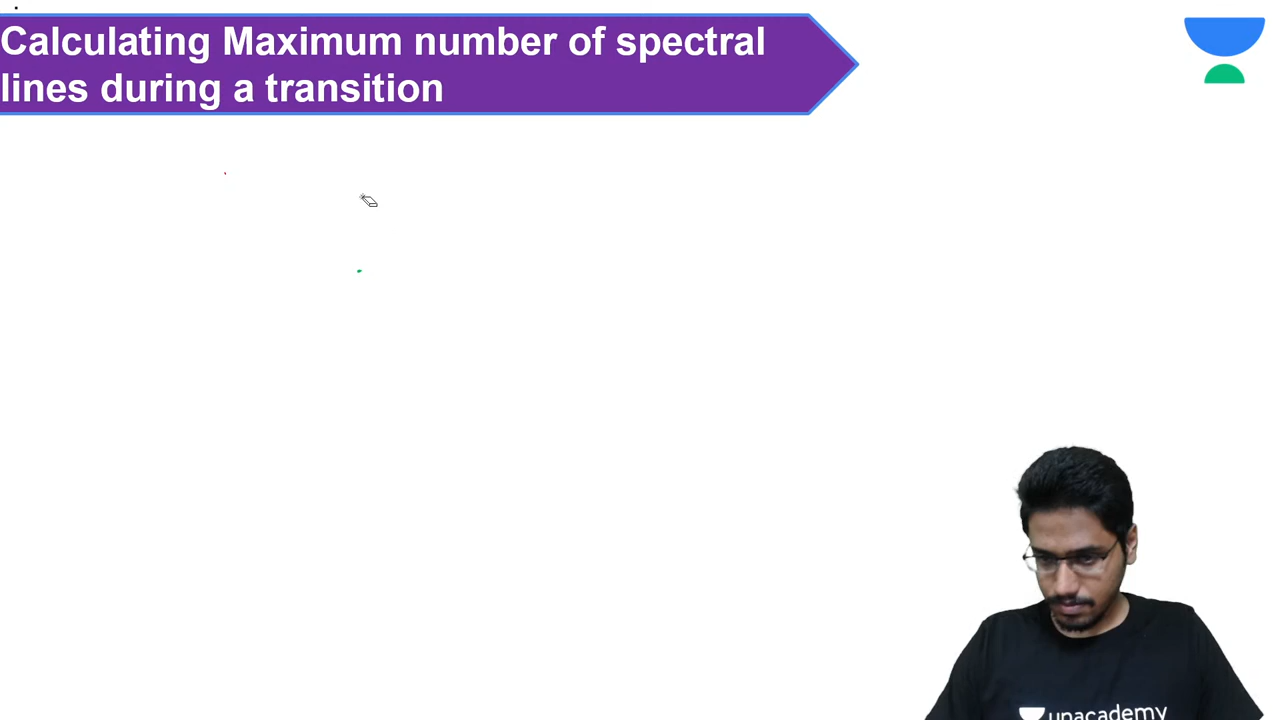 Calculating Maximum number of spectral
lines during a transition
unacademy